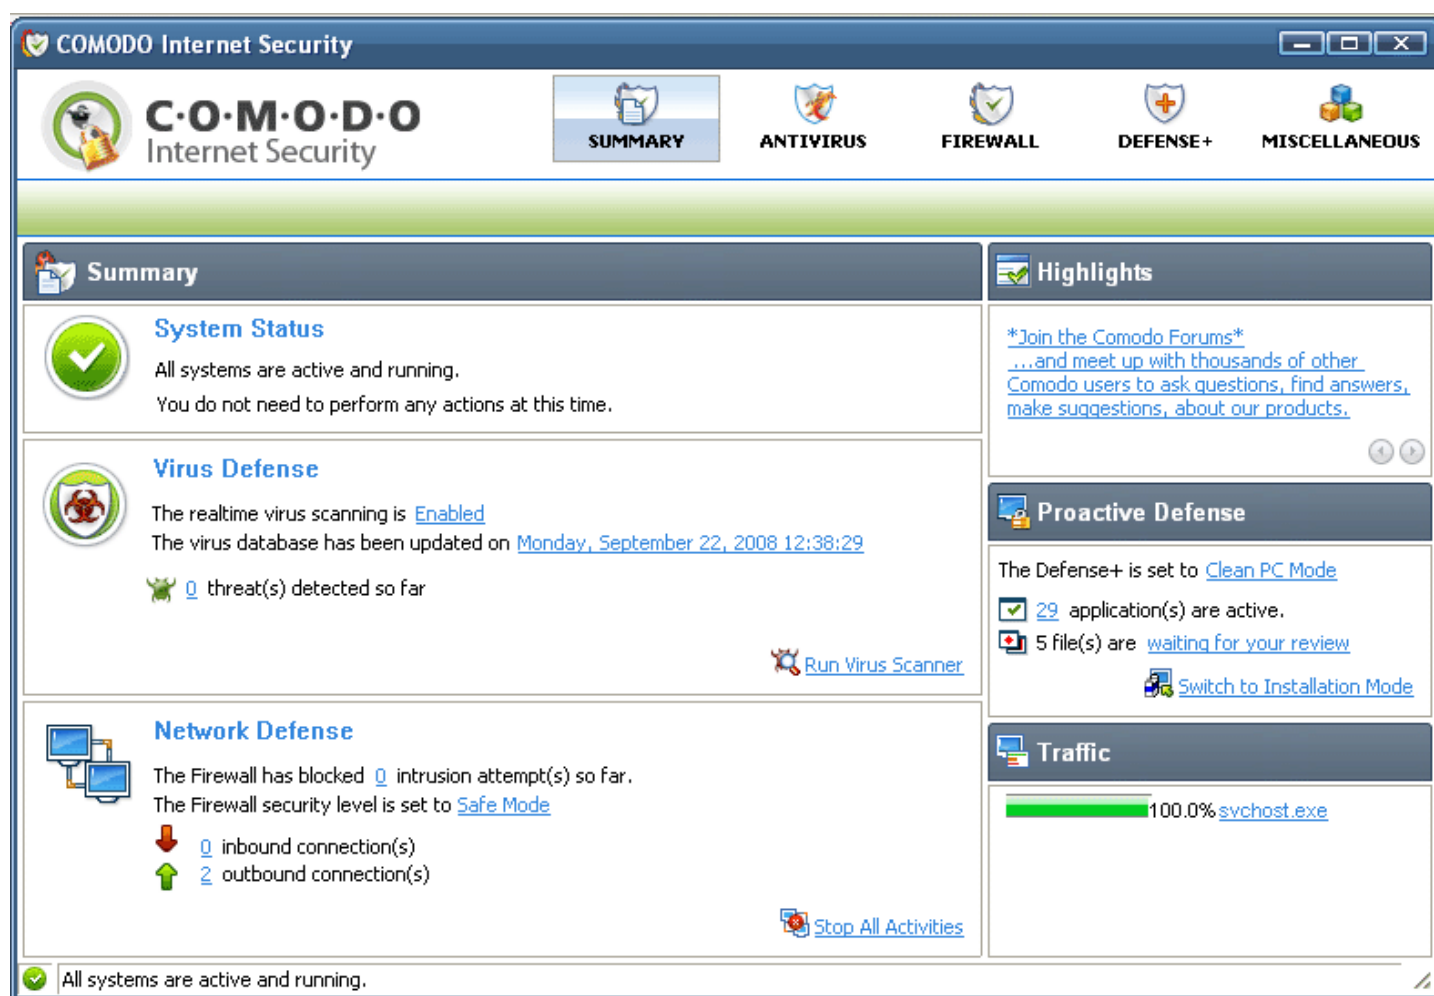 COMODO Internet Security
C·O·M·O·D·O
Internet Security
SUMMARY
ANTIVIRUS
FIREWALL
DEFENSE+
MISCELLANEOUS
Summary
System Status
All systems are active and running.
You do not need to perform any actions at this time.
Virus Defense
The realtime virus scanning is Enabled
The virus database has been updated on Monday, September 22, 2008 12:38:29
0 threat(s) detected so far
Run Virus Scanner
Network Defense
The Firewall has blocked 0 intrusion attempt(s) so far.
The Firewall security level is set to Safe Mode
0 inbound connection(s)
2 outbound connection(s)
Stop All Activities
Highlights
*Join the Comodo Forums*
...and meet up with thousands of other
Comodo users to ask questions, find answers,
make suggestions, about our products.
Proactive Defense
The Defense+ is set to Clean PC Mode
29 application(s) are active.
5 file(s) are waiting for your review
Switch to Installation Mode
Traffic
100.0% svchost.exe
All systems are active and running.